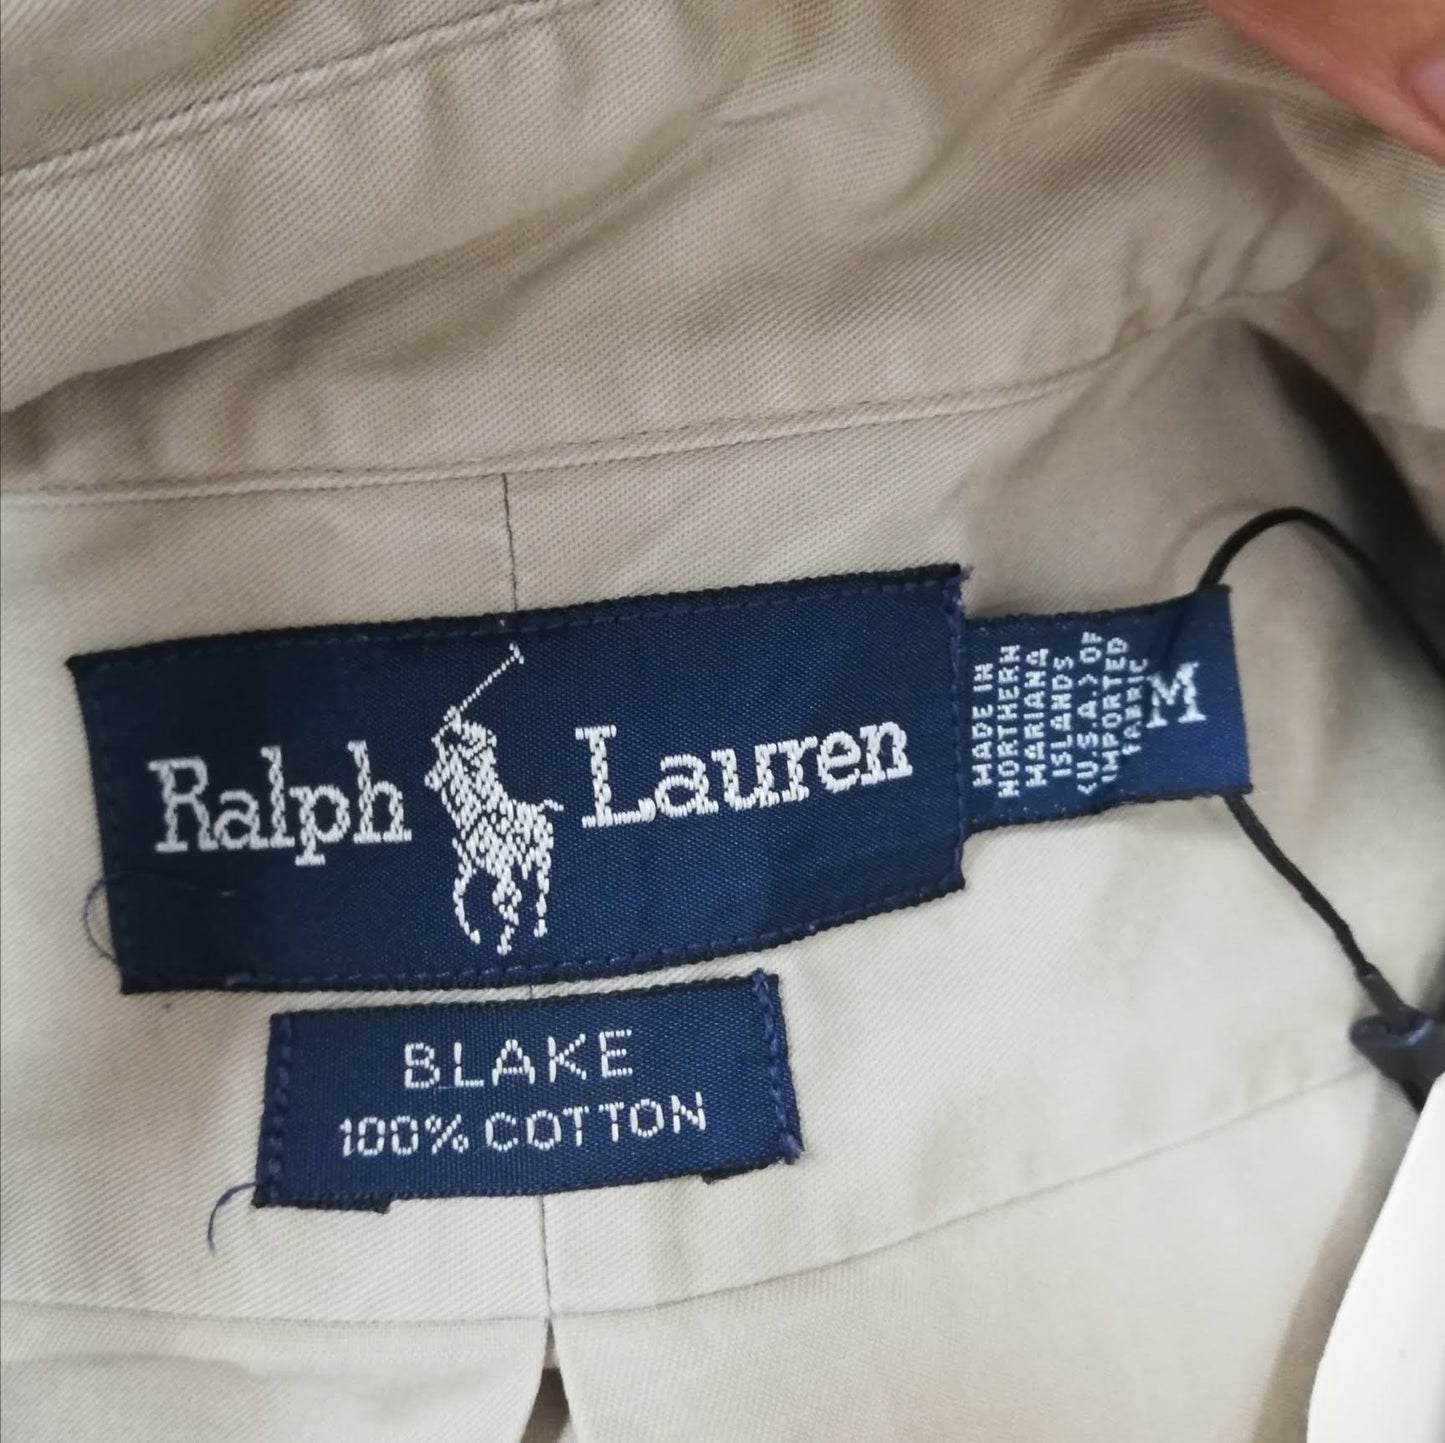 Ralph Lauren
MADE IN
NORTHERN
MARIANA
ISLANDS
(U.S.A.) OF
IMPORTED
FABRIC
M
BLAKE
100% COTTON